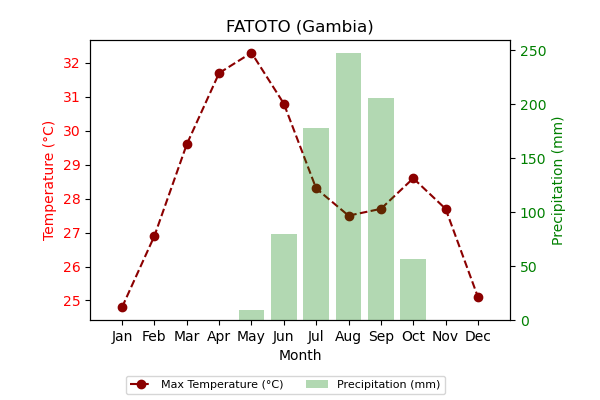 FATOTO (Gambia)
Temperature (°C)
32
31
30
29
28
27
26
25
250
200
150
100
50
0
Precipitation (mm)
Jan Feb Mar Apr May Jun Jul Aug Sep Oct Nov Dec
Month
Max Temperature (°C) Precipitation (mm)